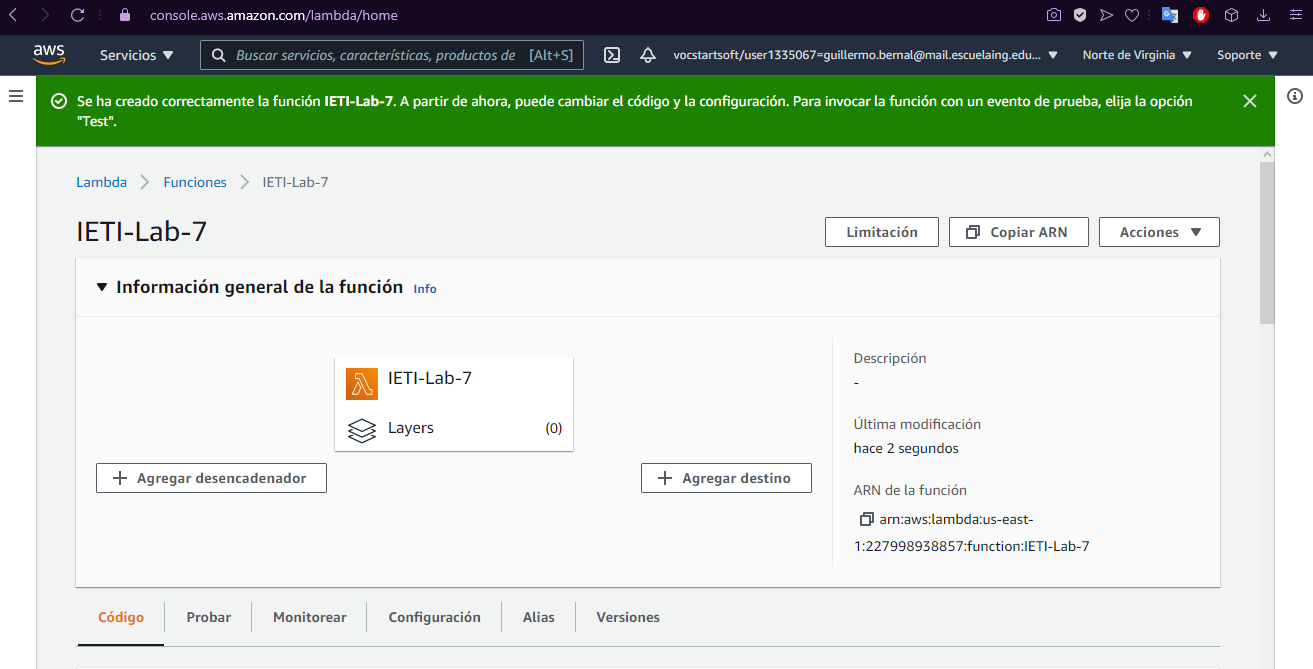 console.aws.amazon.com/lambda/home
aws
Servicios
Buscar servicios, características, productos de [Alt+S]
vocstartsoft/user1335067=guillermo.bernal@mail.escuelaing.edu...
Norte de Virginia
Soporte
Se ha creado correctamente la función IETI-Lab-7. A partir de ahora, puede cambiar el código y la configuración. Para invocar la función con un evento de prueba, elija la opción
"Test".
Lambda
Funciones
IETI-Lab-7
IETI-Lab-7
Limitación
Copiar ARN
Acciones
Información general de la función Info
IETI-Lab-7
Layers (0)
Agregar desencadenador
Agregar destino
Descripción
-
Última modificación
hace 2 segundos
ARN de la función
arn:aws:lambda:us-east-
1:227998938857:function:IETI-Lab-7
Código
Probar
Monitorear
Configuración
Alias
Versiones